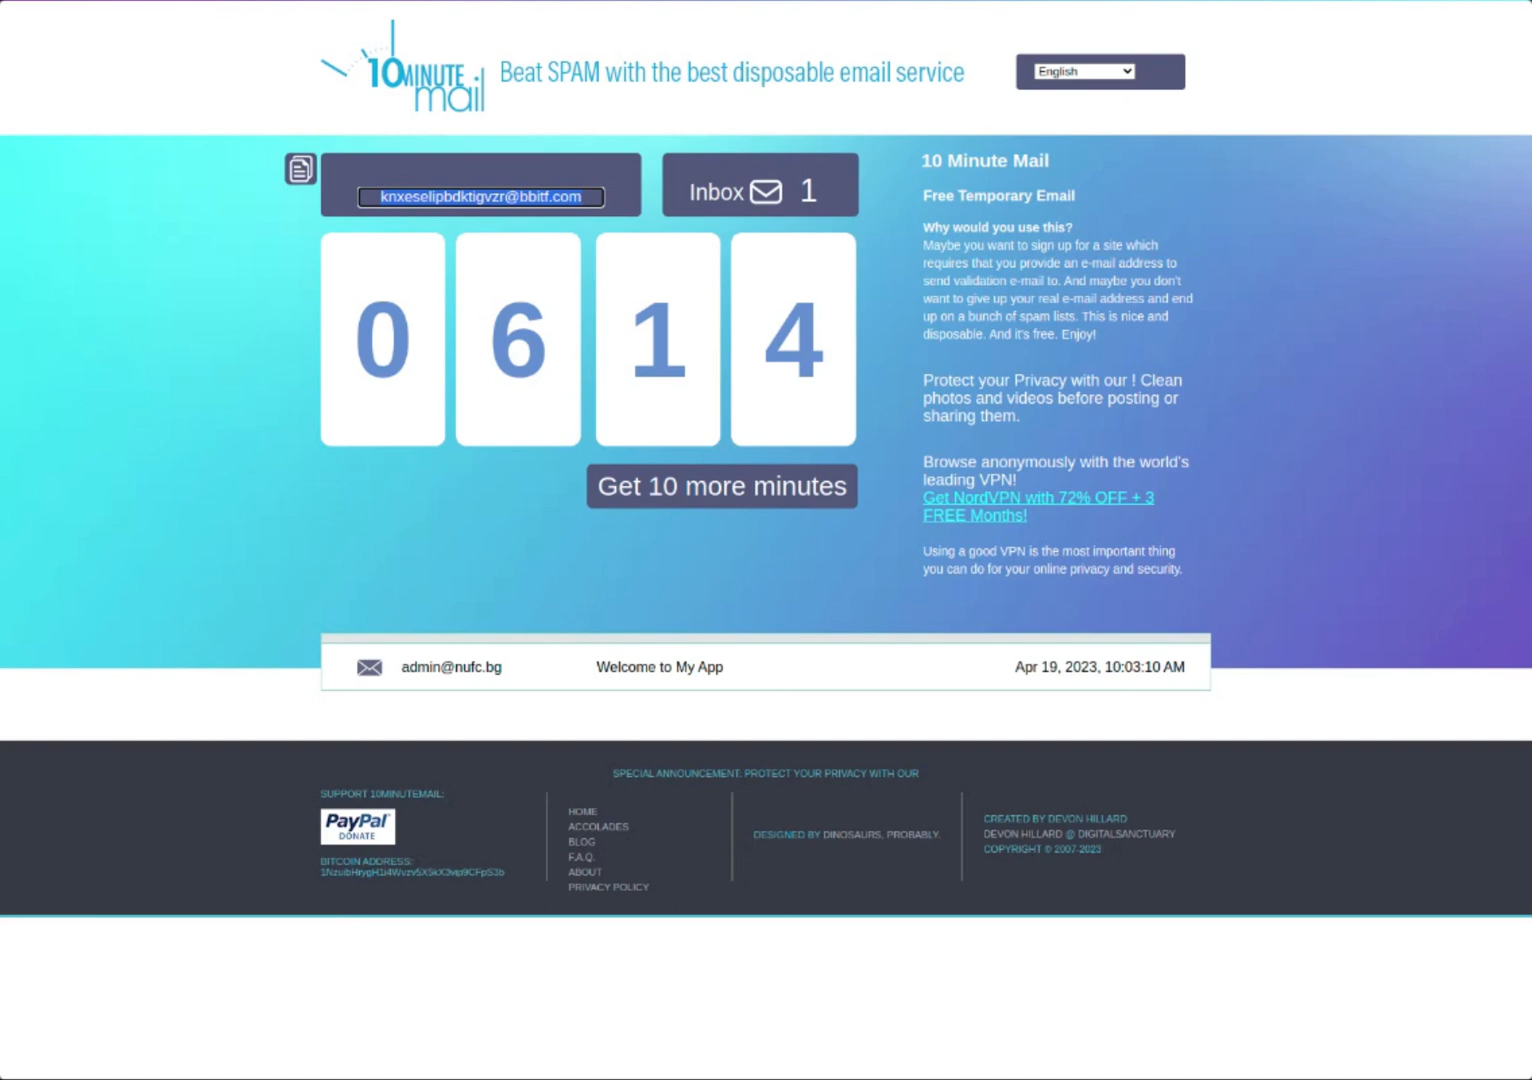 10MINUTE
mail
Beat SPAM with the best disposable email service
English
knxeselipbdktigvzr@bbitf.com
Inbox 1
0 6 1 4
Get 10 more minutes
10 Minute Mail
Free Temporary Email
Why would you use this?
Maybe you want to sign up for a site which
requires that you provide an e-mail address to
send validation e-mail to. And maybe you don't
want to give up your real e-mail address and end
up on a bunch of spam lists. This is nice and
disposable. And it's free. Enjoy!
Protect your Privacy with our ! Clean
photos and videos before posting or
sharing them.
Browse anonymously with the world's
leading VPN!
Get NordVPN with 72% OFF + 3
FREE Months!
Using a good VPN is the most important thing
you can do for your online privacy and security.
admin@nufc.bg Welcome to My App Apr 19, 2023, 10:03:10 AM
SPECIAL ANNOUNCEMENT: PROTECT YOUR PRIVACY WITH OUR
SUPPORT 10MINUTEMAIL:
PayPal
DONATE
BITCOIN ADDRESS:
HOME
ACCOLADES
BLOG
F.A.Q.
ABOUT
PRIVACY POLICY
DESIGNED BY DINOSAURS, PROBABLY.
CREATED BY DEVON HILLARD
DEVON HILLARD @ DIGITALSANCTUARY
COPYRIGHT © 2007-2023